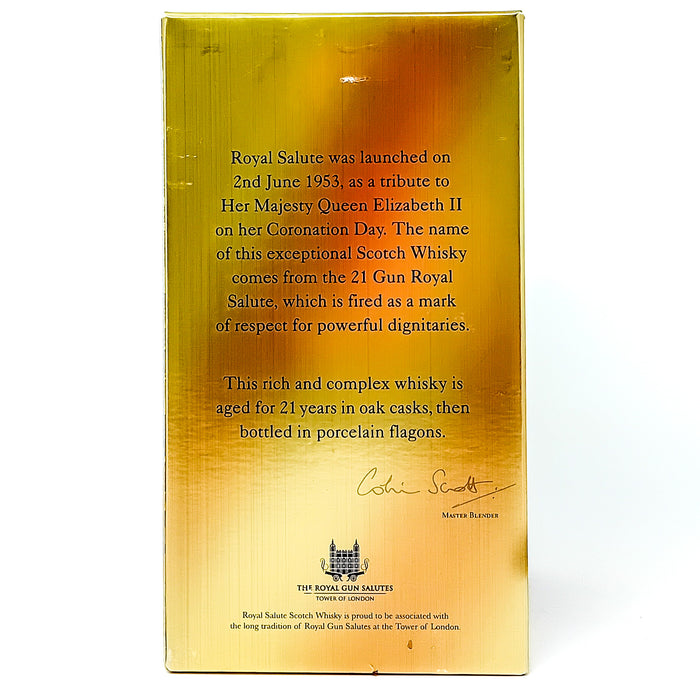 Royal Salute was launched on
2nd June 1953, as a tribute to
Her Majesty Queen Elizabeth II
on her Coronation Day. The name
of this exceptional Scotch Whisky
comes from the 21 Gun Royal
Salute, which is fired as a mark
of respect for powerful dignitaries.
This rich and complex whisky is
aged for 21 years in oak casks, then
bottled in porcelain flagons.
Colin Scott
MASTER BLENDER
THE ROYAL GUN SALUTES
TOWER OF LONDON
Royal Salute Scotch Whisky is proud to be associated with
the long tradition of Royal Gun Salutes at the Tower of London.